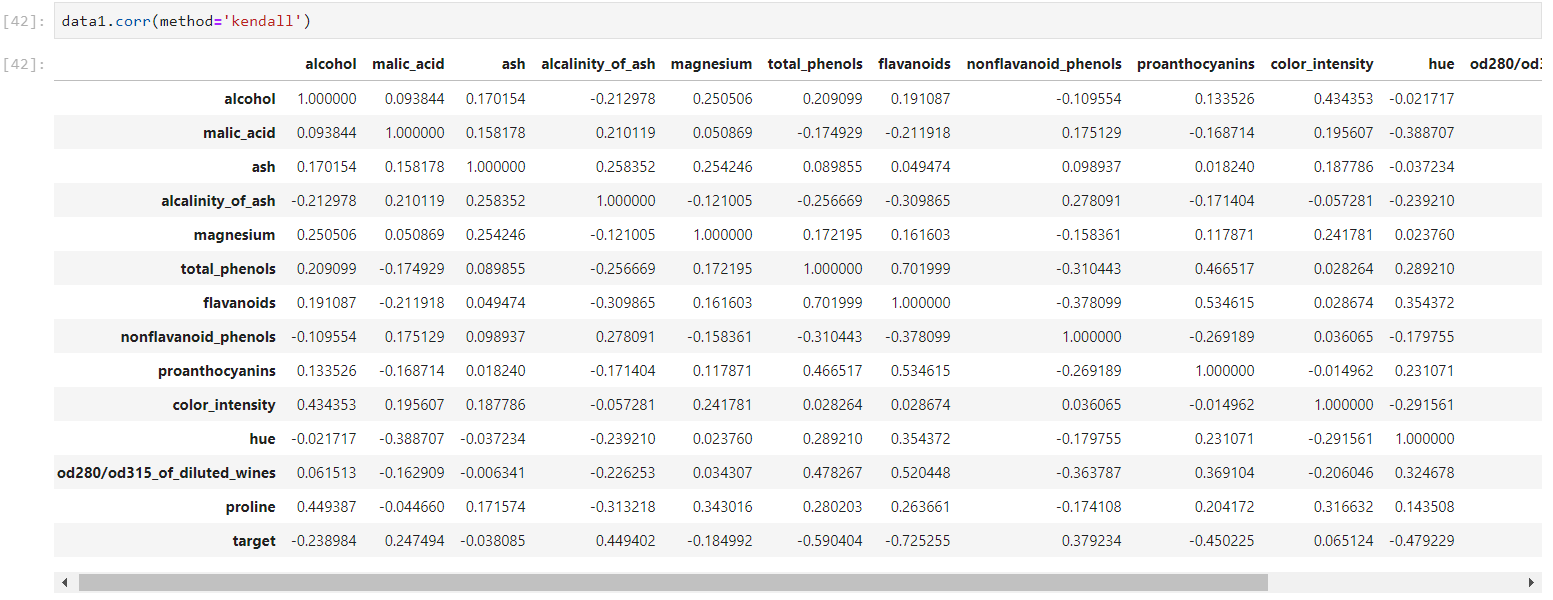 [42]: data1.corr(method='kendall')
[42]:
alcohol malic_acid ash alcalinity_of_ash magnesium total_phenols flavanoids nonflavanoid_phenols proanthocyanins color_intensity hue od280/od3
alcohol 1.000000 0.093844 0.170154 -0.212978 0.250506 0.209099 0.191087 -0.109554 0.133526 0.434353 -0.021717
malic_acid 0.093844 1.000000 0.158178 0.210119 0.050869 -0.174929 -0.211918 0.175129 -0.168714 0.195607 -0.388707
ash 0.170154 0.158178 1.000000 0.258352 0.254246 0.089855 0.049474 0.098937 0.018240 0.187786 -0.037234
alcalinity_of_ash -0.212978 0.210119 0.258352 1.000000 -0.121005 -0.256669 -0.309865 0.278091 -0.171404 -0.057281 -0.239210
magnesium 0.250506 0.050869 0.254246 -0.121005 1.000000 0.172195 0.161603 -0.158361 0.117871 0.241781 0.023760
total_phenols 0.209099 -0.174929 0.089855 -0.256669 0.172195 1.000000 0.701999 -0.310443 0.466517 0.028264 0.289210
flavanoids 0.191087 -0.211918 0.049474 -0.309865 0.161603 0.701999 1.000000 -0.378099 0.534615 0.028674 0.354372
nonflavanoid_phenols -0.109554 0.175129 0.098937 0.278091 -0.158361 -0.310443 -0.378099 1.000000 -0.269189 0.036065 -0.179755
proanthocyanins 0.133526 -0.168714 0.018240 -0.171404 0.117871 0.466517 0.534615 -0.269189 1.000000 -0.014962 0.231071
color_intensity 0.434353 0.195607 0.187786 -0.057281 0.241781 0.028264 0.028674 0.036065 -0.014962 1.000000 -0.291561
hue -0.021717 -0.388707 -0.037234 -0.239210 0.023760 0.289210 0.354372 -0.179755 0.231071 -0.291561 1.000000
od280/od315_of_diluted_wines 0.061513 -0.162909 -0.006341 -0.226253 0.034307 0.478267 0.520448 -0.363787 0.369104 -0.206046 0.324678
proline 0.449387 -0.044660 0.171574 -0.313218 0.343016 0.280203 0.263661 -0.174108 0.204172 0.316632 0.143508
target -0.238984 0.247494 -0.038085 0.449402 -0.184992 -0.590404 -0.725255 0.379234 -0.450225 0.065124 -0.479229